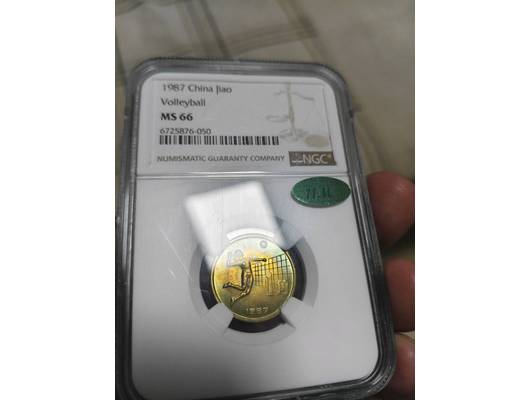 1987 China Jiao
Volleyball
MS 66
6725876-050
NUMISMATIC GUARANTY COMPANY
NGC
1987